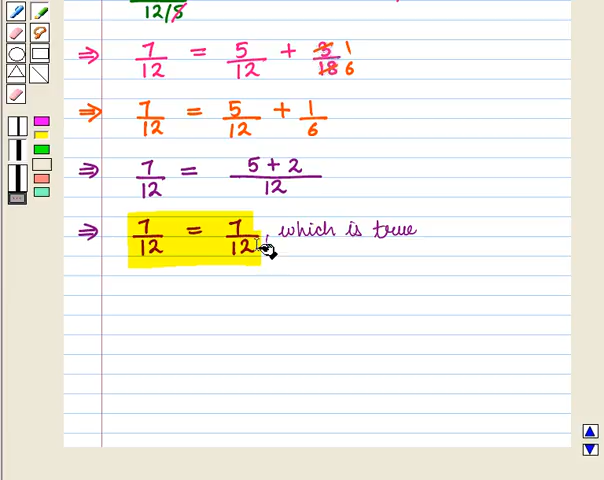 12/8
⇒ 7/12 = 5/12 + 3/18 1/6
⇒ 7/12 = 5/12 + 1/6
⇒ 7/12 = 5+2/12
⇒ 7/12 = 7/12, which is true